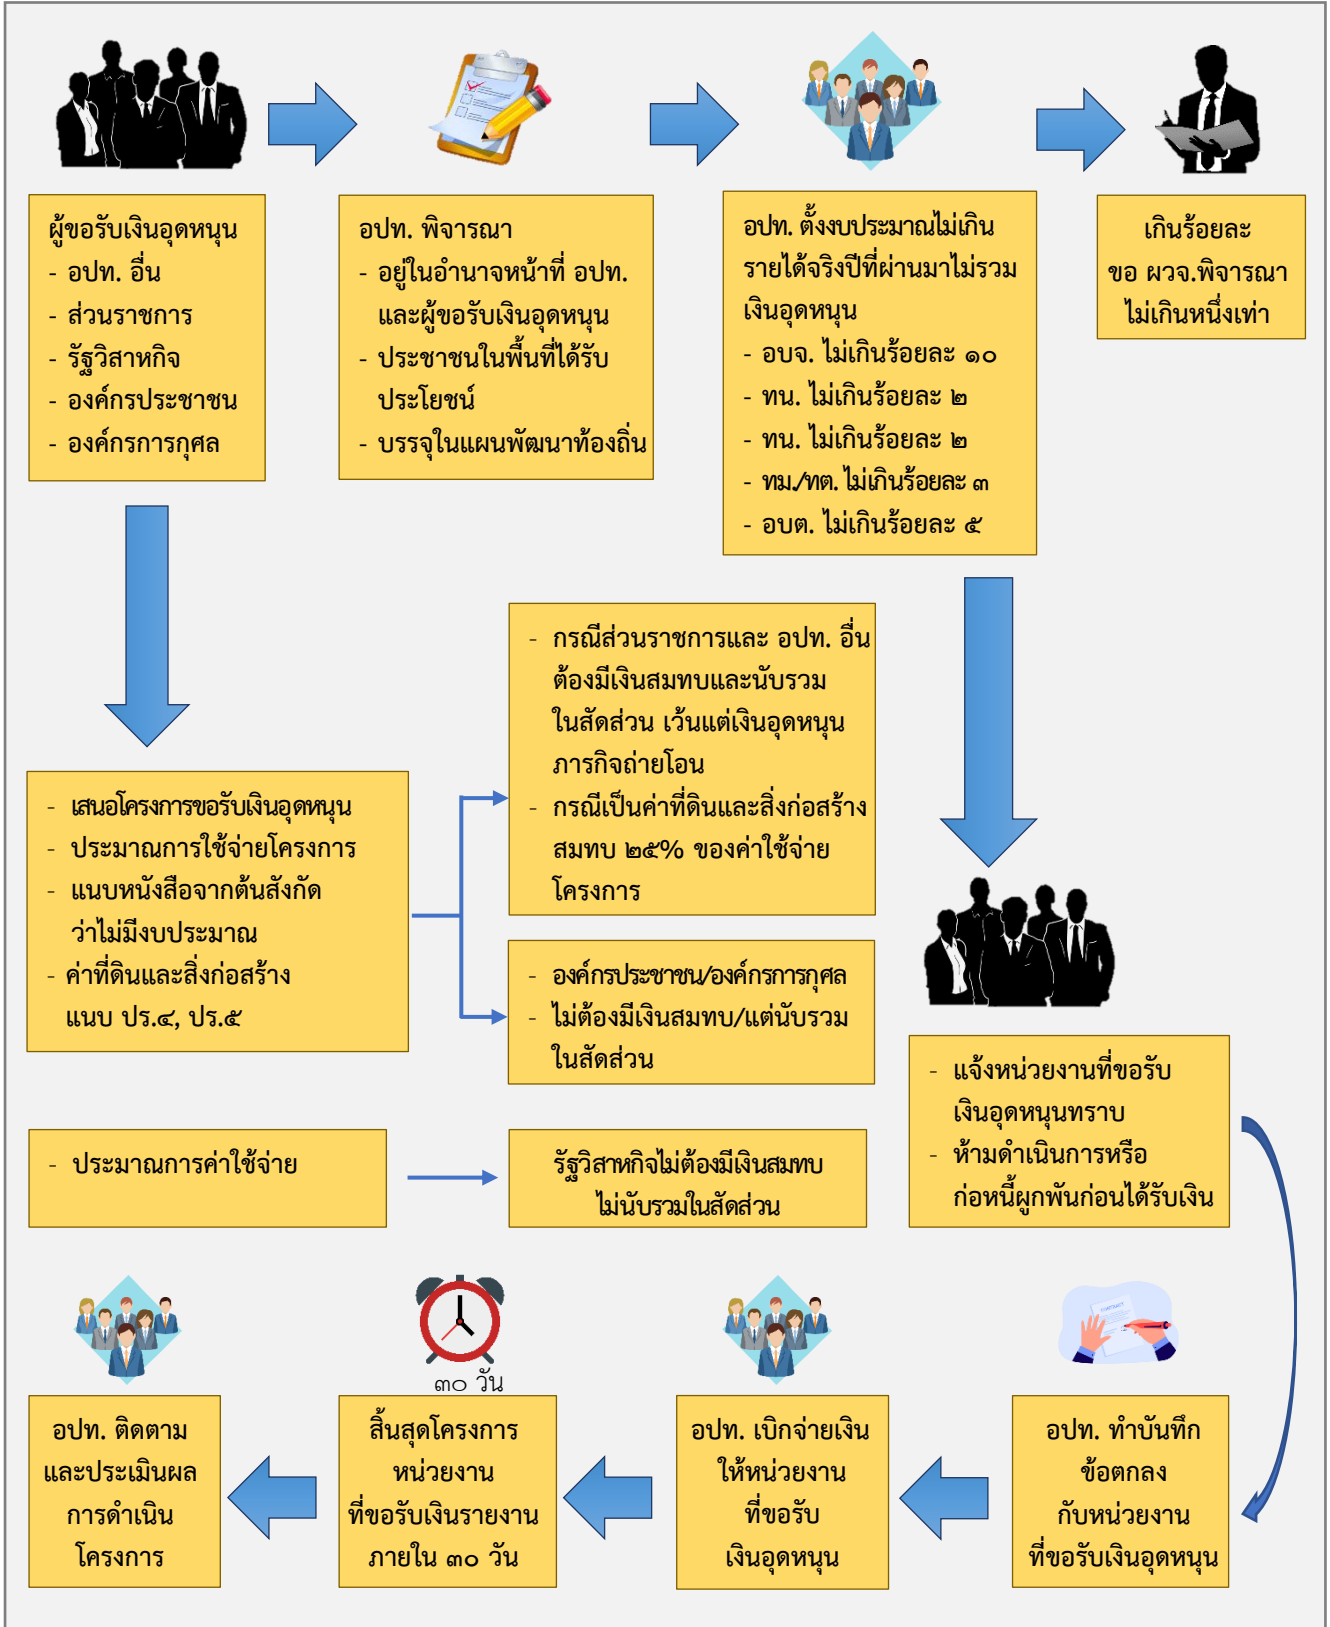 ผู้ขอรับเงินอุดหนุน
- อปท. อื่น
- ส่วนราชการ
- รัฐวิสาหกิจ
- องค์กรประชาชน
- องค์กรการกุศล
อปท. พิจารณา
- อยู่ในอำนาจหน้าที่ อปท.
และผู้ขอรับเงินอุดหนุน
- ประชาชนในพื้นที่ได้รับ
ประโยชน์
- บรรจุในแผนพัฒนาท้องถิ่น
อปท. ตั้งงบประมาณไม่เกิน
รายได้จริงปีที่ผ่านมาไม่รวม
เงินอุดหนุน
- อบจ. ไม่เกินร้อยละ ๑๐
- ทน. ไม่เกินร้อยละ ๒
- ทน. ไม่เกินร้อยละ ๒
- ทม./ทต. ไม่เกินร้อยละ ๓
- อบต. ไม่เกินร้อยละ ๕
เกินร้อยละ
ขอ ผวจ.พิจารณา
ไม่เกินหนึ่งเท่า
- เสนอโครงการขอรับเงินอุดหนุน
- ประมาณการใช้จ่ายโครงการ
- แนบหนังสือจากต้นสังกัด
ว่าไม่มีงบประมาณ
- ค่าที่ดินและสิ่งก่อสร้าง
แนบ ปร.๔, ปร.๕
- กรณีส่วนราชการและ อปท. อื่น
ต้องมีเงินสมทบและนับรวม
ในสัดส่วน เว้นแต่เงินอุดหนุน
ภารกิจถ่ายโอน
- กรณีเป็นค่าที่ดินและสิ่งก่อสร้าง
สมทบ ๒๕% ของค่าใช้จ่าย
โครงการ
- องค์กรประชาชน/องค์กรการกุศล
- ไม่ต้องมีเงินสมทบ/แต่นับรวม
ในสัดส่วน
- ประมาณการค่าใช้จ่าย
รัฐวิสาหกิจไม่ต้องมีเงินสมทบ
ไม่นับรวมในสัดส่วน
- แจ้งหน่วยงานที่ขอรับ
เงินอุดหนุนทราบ
- ห้ามดำเนินการหรือ
ก่อหนี้ผูกพันก่อนได้รับเงิน
CONTRACT
อปท. ทำบันทึก
ข้อตกลง
กับหน่วยงาน
ที่ขอรับเงินอุดหนุน
อปท. เบิกจ่ายเงิน
ให้หน่วยงาน
ที่ขอรับ
เงินอุดหนุน
๓๐ วัน
สิ้นสุดโครงการ
หน่วยงาน
ที่ขอรับเงินรายงาน
ภายใน ๓๐ วัน
อปท. ติดตาม
และประเมินผล
การดำเนิน
โครงการ